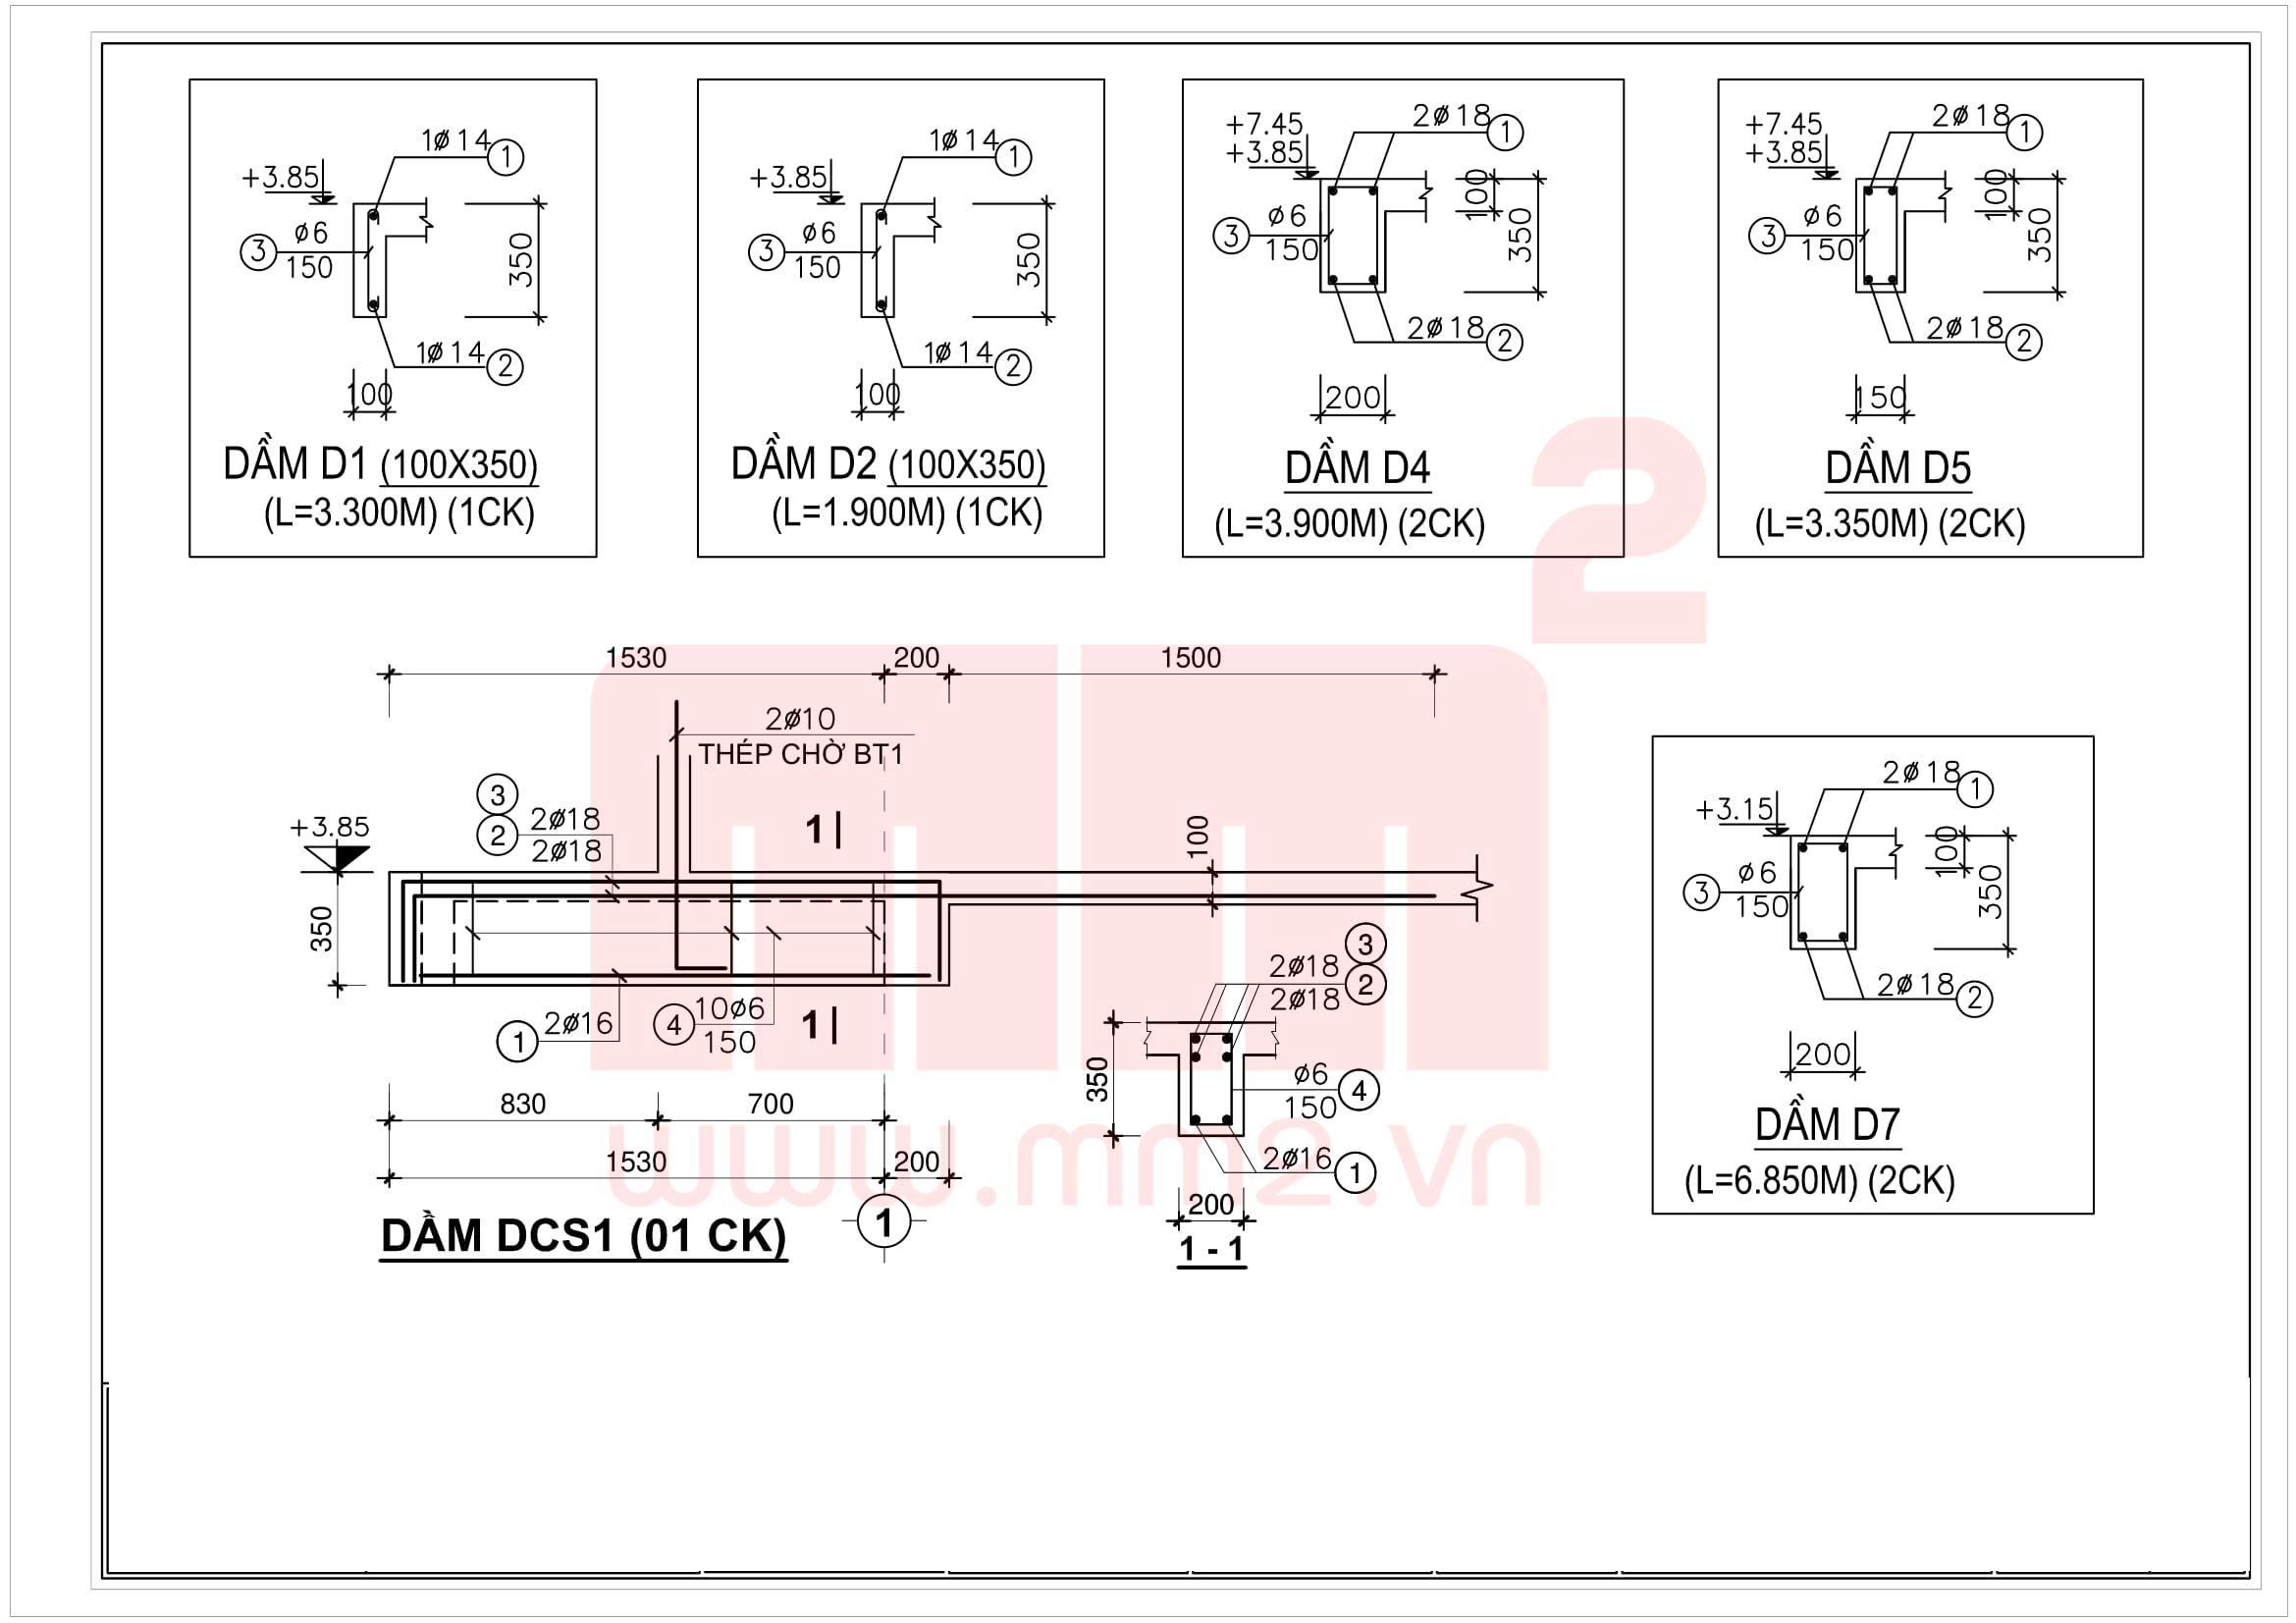 1ø14
1
+3.85
ø6
3
150
350
1ø14
2
100
DẦM D1 (100X350)
(L=3.300M) (1CK)
1ø14
1
+3.85
ø6
3
150
350
1ø14
2
100
DẦM D2 (100X350)
(L=1.900M) (1CK)
2ø18
1
+7.45
+3.85
100
ø6
3
150
350
2ø18
2
200
DẦM D4
(L=3.900M) (2CK)
2ø18
1
+7.45
+3.85
100
ø6
3
150
350
2ø18
2
150
DẦM D5
(L=3.350M) (2CK)
1530
200
1500
2ø10
THÉP CHỜ BT1
3
2
2ø18
2ø18
+3.85
1
100
350
1
2ø16
4
10ø6
150
1
830
700
1530
200
1
DẦM DCS1 (01 CK)
3
2ø18
2
2ø18
350
ø6
4
150
2ø16
1
200
1 - 1
2ø18
1
+3.15
100
ø6
3
150
350
2ø18
2
200
DẦM D7
(L=6.850M) (2CK)
mm2
www.mm2.vn